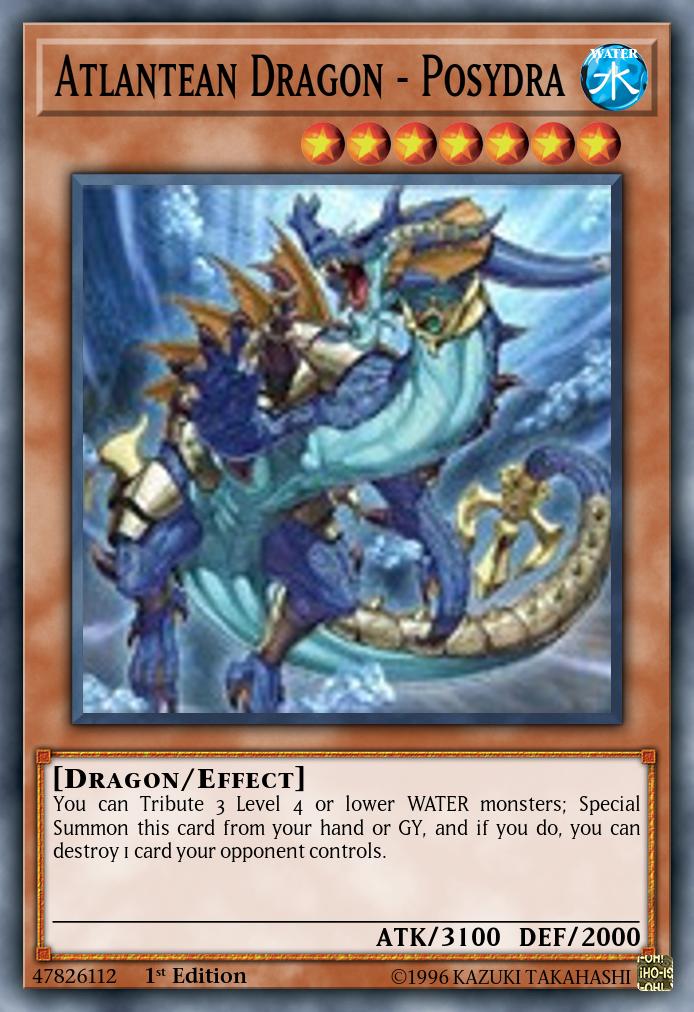 ATLANTEAN DRAGON - POSYDRA
WATER
水
[DRAGON/EFFECT]
You can Tribute 3 Level 4 or lower WATER monsters; Special
Summon this card from your hand or GY, and if you do, you can
destroy 1 card your opponent controls.
ATK/3100 DEF/2000
47826112 1st Edition ©1996 KAZUKI TAKAHASHI